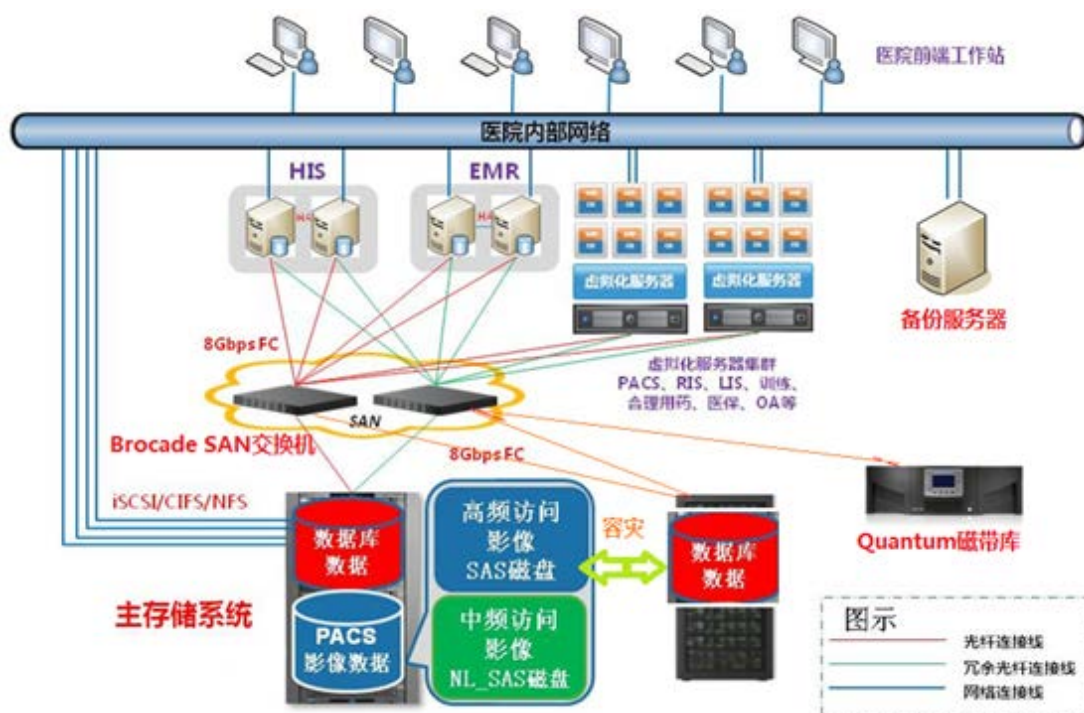 医院前端工作站
医院内部网络
HIS
EMR
HA
虚拟化服务器
虚拟化服务器
备份服务器
8Gbps FC
虚拟化服务器集群
PACS、RIS、LIS、训练、
合理用药、医保、OA等
SAN
Brocade SAN交换机
8Gbps FC
iSCSI/CIFS/NFS
数据库
数据
高频访问
影像
SAS磁盘
容灾
数据库
数据
Quantum磁带库
主存储系统
PACS
影像数据
中频访问
影像
NL_SAS磁盘
图示
光纤连接线
冗余光纤连接线
网络连接线